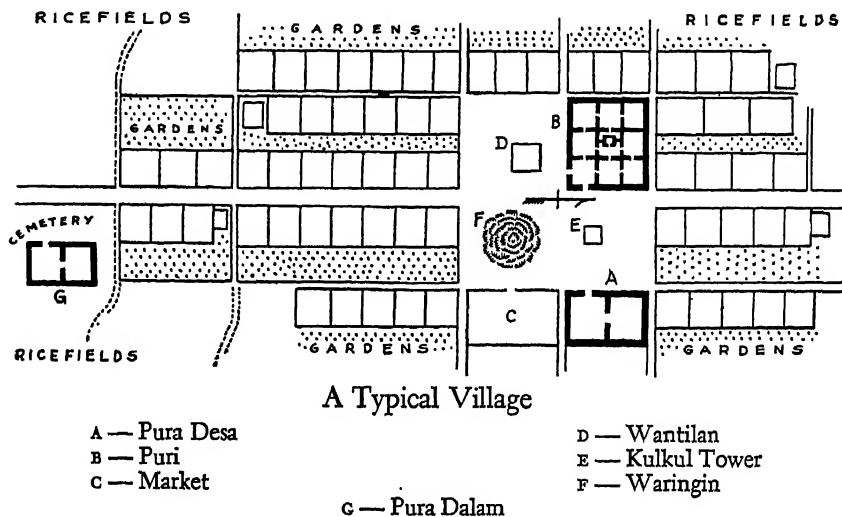 RICEFIELDS
GARDENS
RICEFIELDS
GARDENS
B
D
CEMETERY
F
E
G
A
C
RICEFIELDS
GARDENS
GARDENS
A Typical Village
A — Pura Desa
B — Puri
C — Market
D — Wantilan
E — Kulkul Tower
F — Waringin
G — Pura Dalam